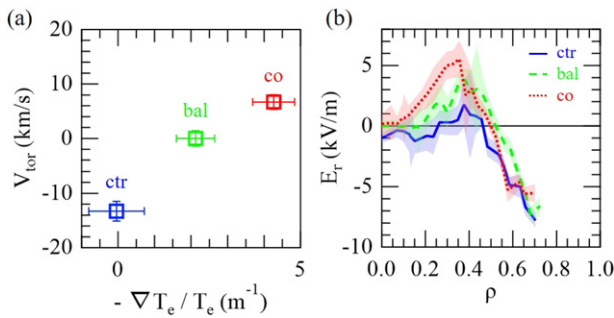 (a)
20
10
0
-10
-20
V_tor (km/s)
co
bal
ctr
0
5
- ∇T_e / T_e (m^-1)
(b)
5
0
-5
-10
E_r (kV/m)
ctr
bal
co
0.0 0.2 0.4 0.6 0.8 1.0
ρ